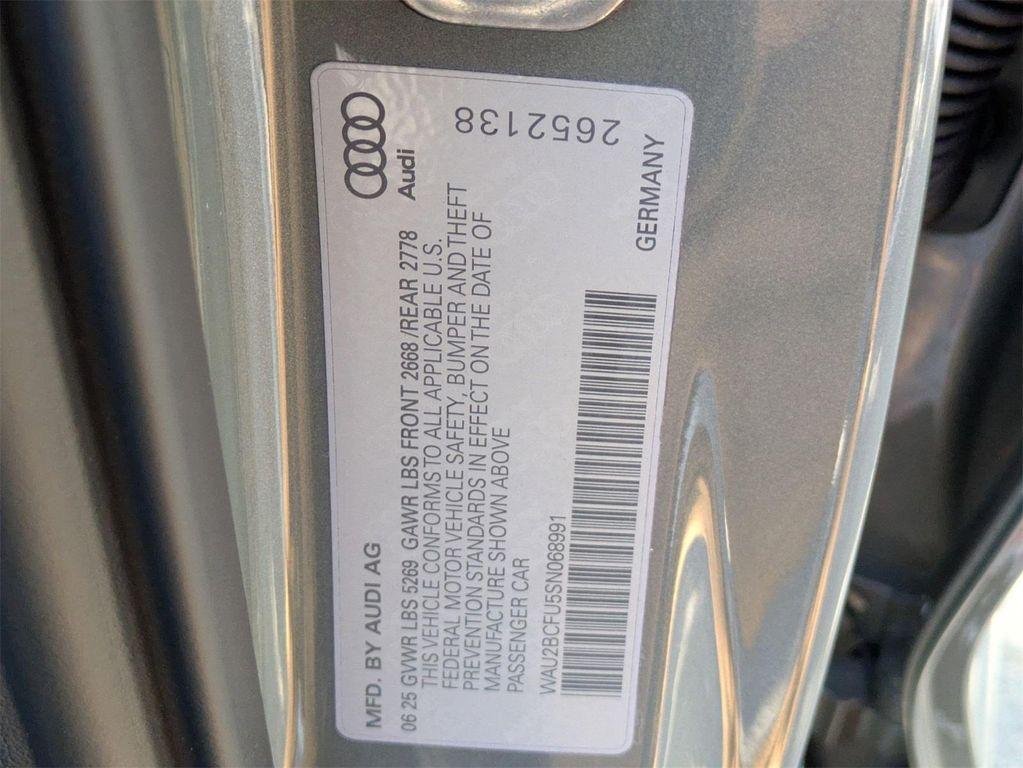 MFD. BY AUDI AG
Audi
06 25 GVWR LBS 5269 GAWR LBS FRONT 2668 /REAR 2778
THIS VEHICLE CONFORMS TO ALL APPLICABLE U.S.
FEDERAL MOTOR VEHICLE SAFETY, BUMPER AND THEFT
PREVENTION STANDARDS IN EFFECT ON THE DATE OF
MANUFACTURE SHOWN ABOVE
PASSENGER CAR
2652138
WAU2BCFU5SN068991
GERMANY